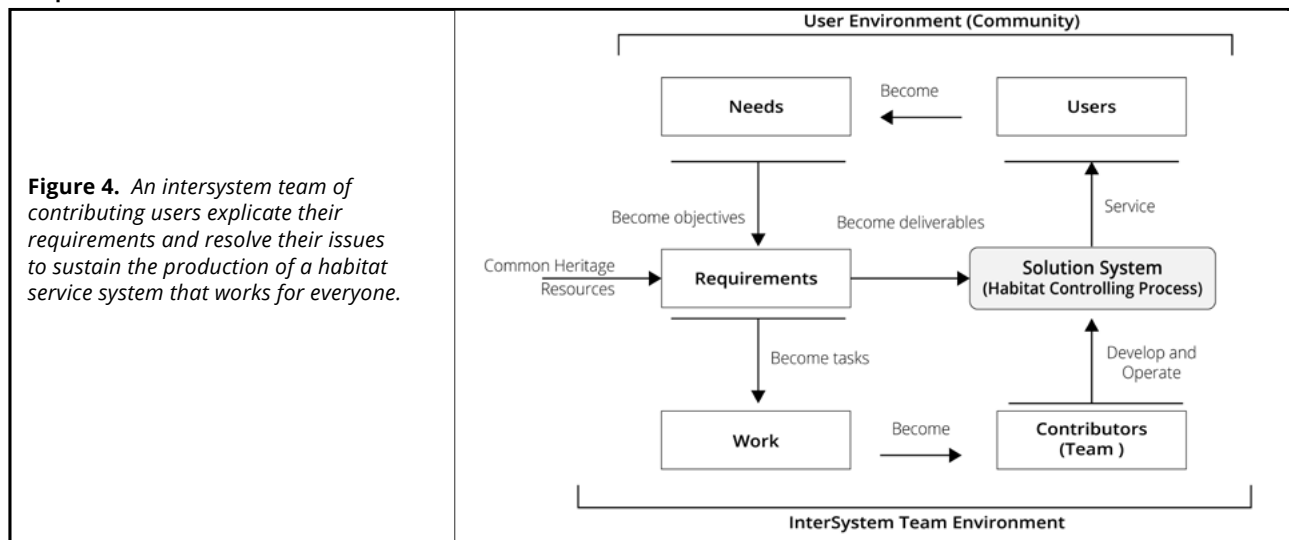 Figure 4. An intersystem team of
contributing users explicate their
requirements and resolve their issues
to sustain the production of a habitat
service system that works for everyone.
User Environment (Community)
Needs
Become
Users
Become objectives
Become deliverables
Service
Common Heritage
Resources
Requirements
Solution System
(Habitat Controlling Process)
Become tasks
Develop and
Operate
Work
Become
Contributors
(Team )
InterSystem Team Environment